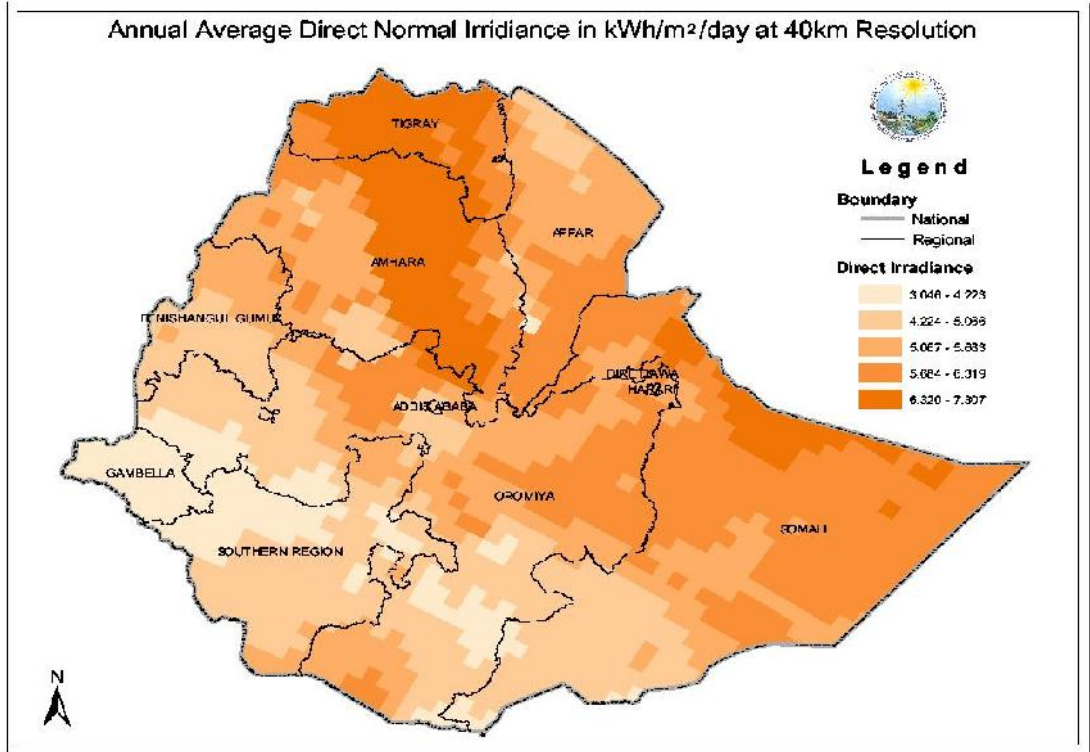 Annual Average Direct Normal Irridiance in kWh/m²/day at 40km Resolution
Legend
Boundary
National
Regional
Direct Irradiance
3.046 - 4.223
4.224 - 5.066
5.067 - 5.683
5.684 - 6.319
6.320 - 7.307
TIGRAY
AFFAR
AMHARA
BENISHANGUL GUMUZ
DIRE DAWA
HARARI
ADDIS ABABA
GAMBELLA
OROMIYA
SOMALI
SOUTHERN REGION
N